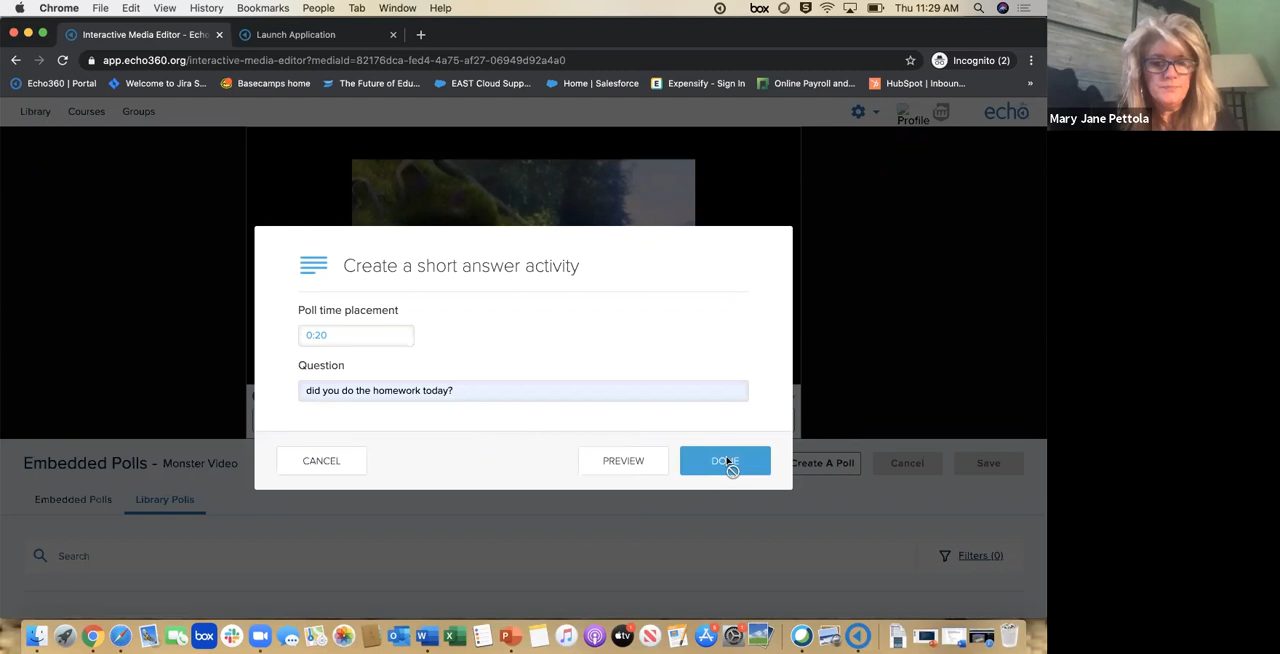 Chrome File Edit View History Bookmarks People Tab Window Help box Thu 11:29 AM
Interactive Media Editor - Echo Launch Application
app.echo360.org/interactive-media-editor?mediaId=82176dca-fed4-4a75-af27-06949d92a4a0 Incognito (2)
Echo360 | Portal Welcome to Jira S... Basecamps home The Future of Edu... EAST Cloud Supp... Home | Salesforce Expensify - Sign In Online Payroll and... HubSpot | Inboun... »
Library Courses Groups Profile echo
Mary Jane Pettola
Create a short answer activity
Poll time placement
0:20
Question
did you do the homework today?
CANCEL PREVIEW DONE
Embedded Polls - Monster Video Create A Poll Cancel Save
Embedded Polls Library Polls
Search Filters (0)
box tv